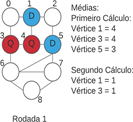 0 1 2
D
3 4 5
Q Q D
6 7
8
Rodada 1
Médias:
Primeiro Cálculo:
Vértice 1 = 4
Vértice 3 = 4
Vértice 5 = 3
Segundo Cálculo:
Vértice 1 = 1
Vértice 3 = 1